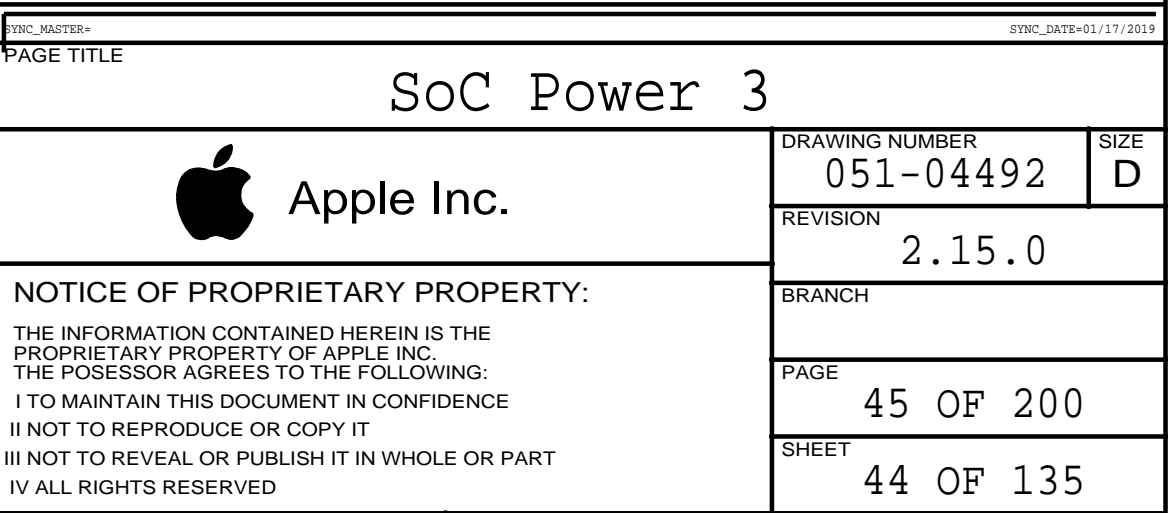 SYNC_MASTER= SYNC_DATE=01/17/2019
PAGE TITLE
SoC Power 3
Apple Inc.
DRAWING NUMBER
051-04492
SIZE
D
REVISION
2.15.0
NOTICE OF PROPRIETARY PROPERTY:
THE INFORMATION CONTAINED HEREIN IS THE
PROPRIETARY PROPERTY OF APPLE INC.
THE POSESSOR AGREES TO THE FOLLOWING:
I TO MAINTAIN THIS DOCUMENT IN CONFIDENCE
II NOT TO REPRODUCE OR COPY IT
III NOT TO REVEAL OR PUBLISH IT IN WHOLE OR PART
IV ALL RIGHTS RESERVED
BRANCH
PAGE
45 OF 200
SHEET
44 OF 135